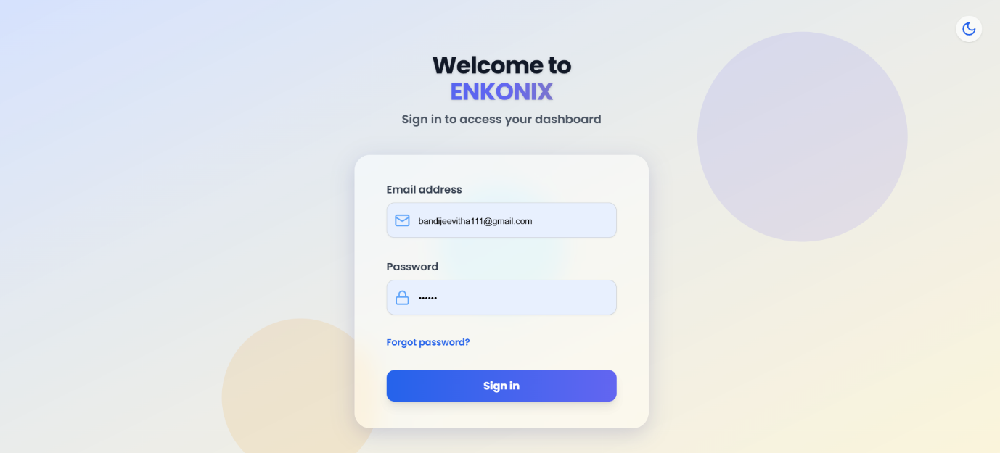 Welcome to
ENKONIX
Sign in to access your dashboard
Email address
bandijeevitha111@gmail.com
Password
••••••
Forgot password?
Sign in